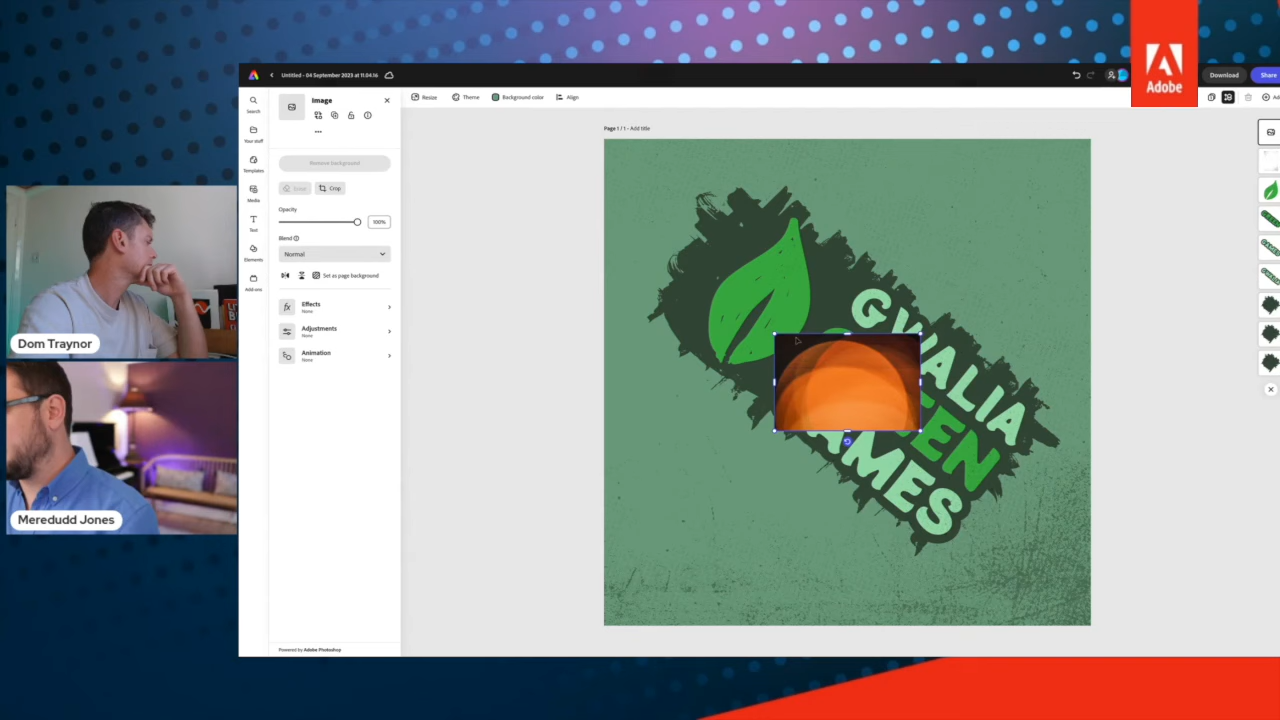 Adobe
Untitled - 04 September 2023 at 11.04.16
Download
Share
Resize
Theme
Background color
Align
Search
Your stuff
Templates
Media
Text
Elements
Add-ons
Image
Remove background
Erase
Crop
Opacity
100%
Blend
Normal
Set as page background
Effects
None
Adjustments
None
Animation
None
Powered by Adobe Photoshop
Page 1 / 1 - Add title
GWALIA
EEN
AMES
Dom Traynor
Meredudd Jones